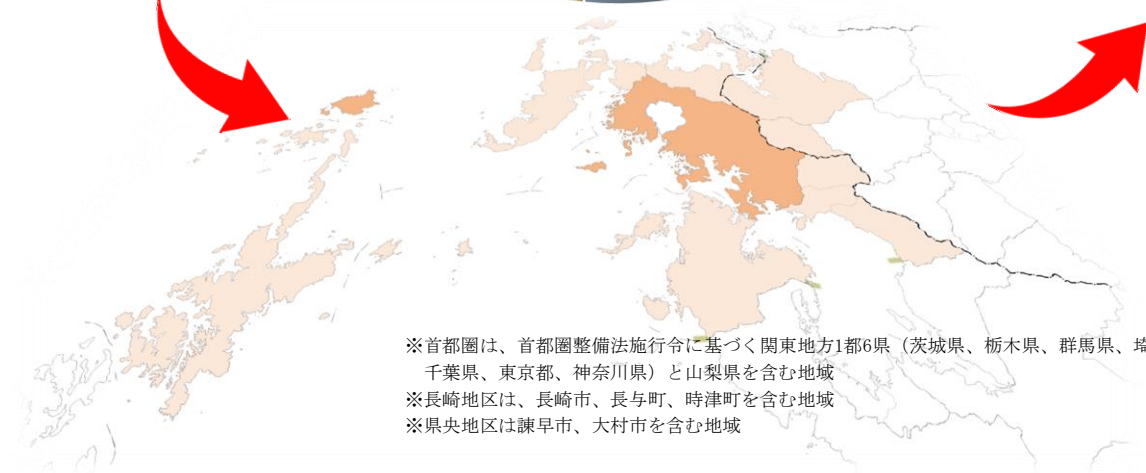 ※首都圏は、首都圏整備法施行令に基づく関東地方1都6県（茨城県、栃木県、群馬県、埼
千葉県、東京都、神奈川県）と山梨県を含む地域
※長崎地区は、長崎市、長与町、時津町を含む地域
※県央地区は諫早市、大村市を含む地域